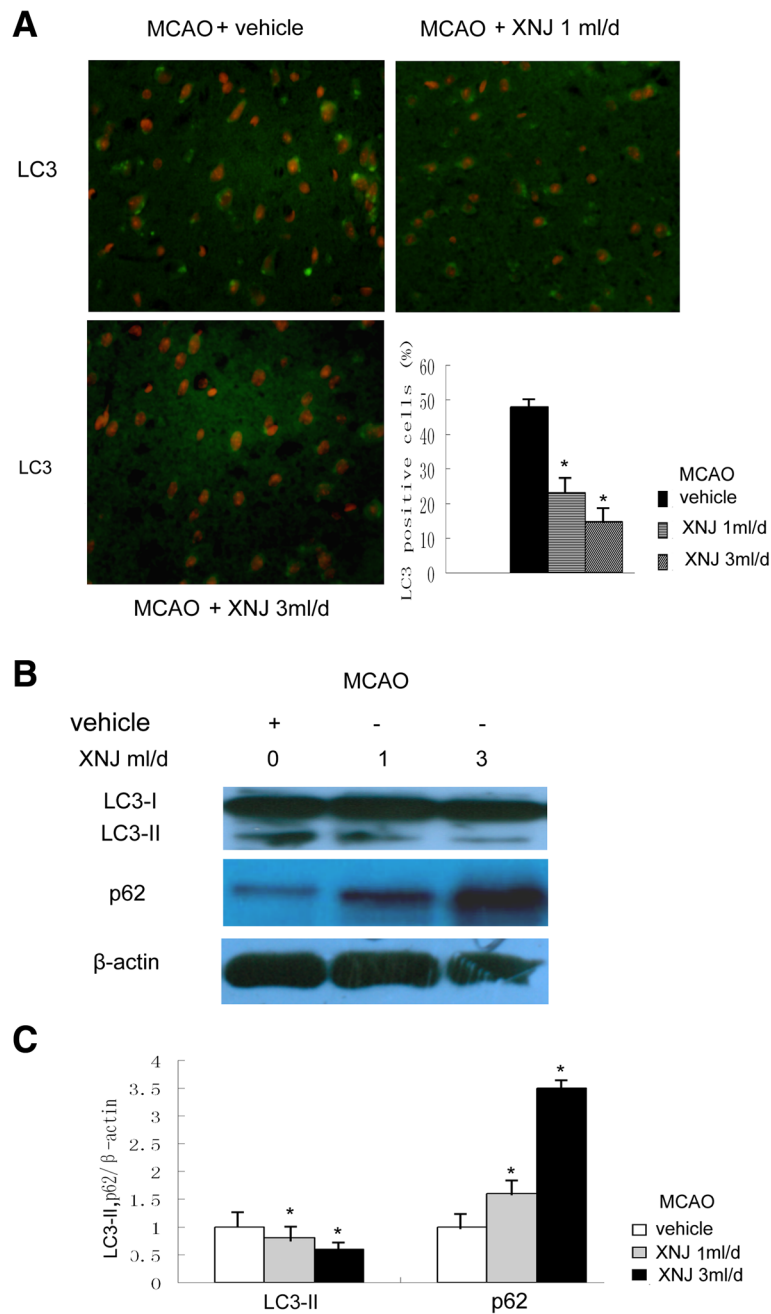 A
MCAO + vehicle
MCAO + XNJ 1 ml/d
LC3
LC3
MCAO + XNJ 3ml/d
LC3 positive cells (%)
60
50
40
30
20
10
0
*
*
MCAO
vehicle
XNJ 1ml/d
XNJ 3ml/d
B
MCAO
vehicle + - -
XNJ ml/d 0 1 3
LC3-I
LC3-II
p62
β-actin
C
LC3-II,p62/β-actin
4
3.5
3
2.5
2
1.5
1
0.5
0
*
*
*
*
LC3-II
p62
MCAO
vehicle
XNJ 1ml/d
XNJ 3ml/d